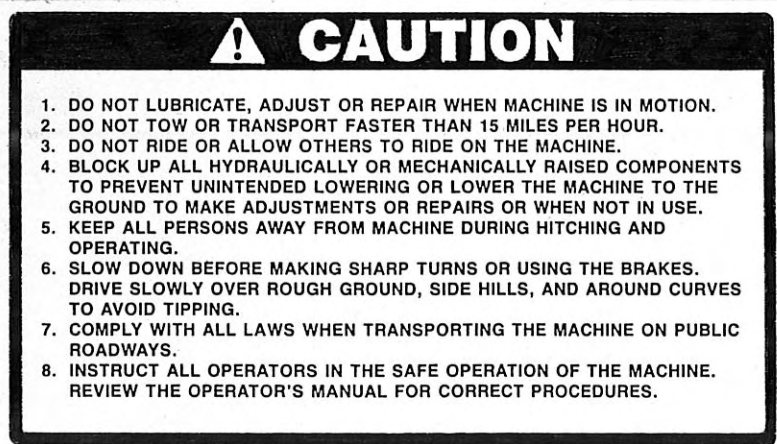 CAUTION
1. DO NOT LUBRICATE, ADJUST OR REPAIR WHEN MACHINE IS IN MOTION.
2. DO NOT TOW OR TRANSPORT FASTER THAN 15 MILES PER HOUR.
3. DO NOT RIDE OR ALLOW OTHERS TO RIDE ON THE MACHINE.
4. BLOCK UP ALL HYDRAULICALLY OR MECHANICALLY RAISED COMPONENTS
TO PREVENT UNINTENDED LOWERING OR LOWER THE MACHINE TO THE
GROUND TO MAKE ADJUSTMENTS OR REPAIRS OR WHEN NOT IN USE.
5. KEEP ALL PERSONS AWAY FROM MACHINE DURING HITCHING AND
OPERATING.
6. SLOW DOWN BEFORE MAKING SHARP TURNS OR USING THE BRAKES.
DRIVE SLOWLY OVER ROUGH GROUND, SIDE HILLS, AND AROUND CURVES
TO AVOID TIPPING.
7. COMPLY WITH ALL LAWS WHEN TRANSPORTING THE MACHINE ON PUBLIC
ROADWAYS.
8. INSTRUCT ALL OPERATORS IN THE SAFE OPERATION OF THE MACHINE.
REVIEW THE OPERATOR'S MANUAL FOR CORRECT PROCEDURES.